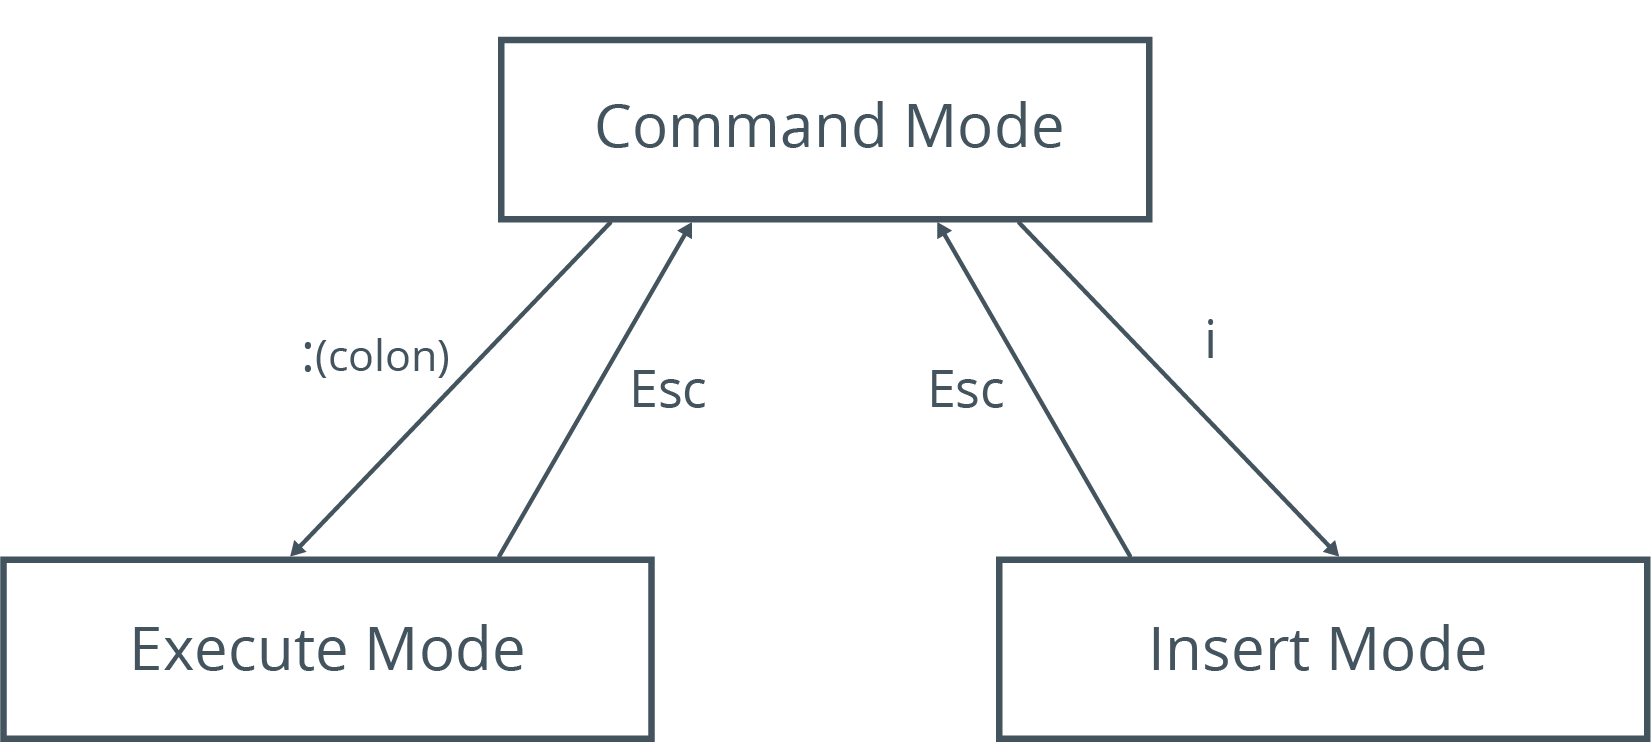 Command Mode
:(colon)
Esc
Esc
i
Execute Mode
Insert Mode